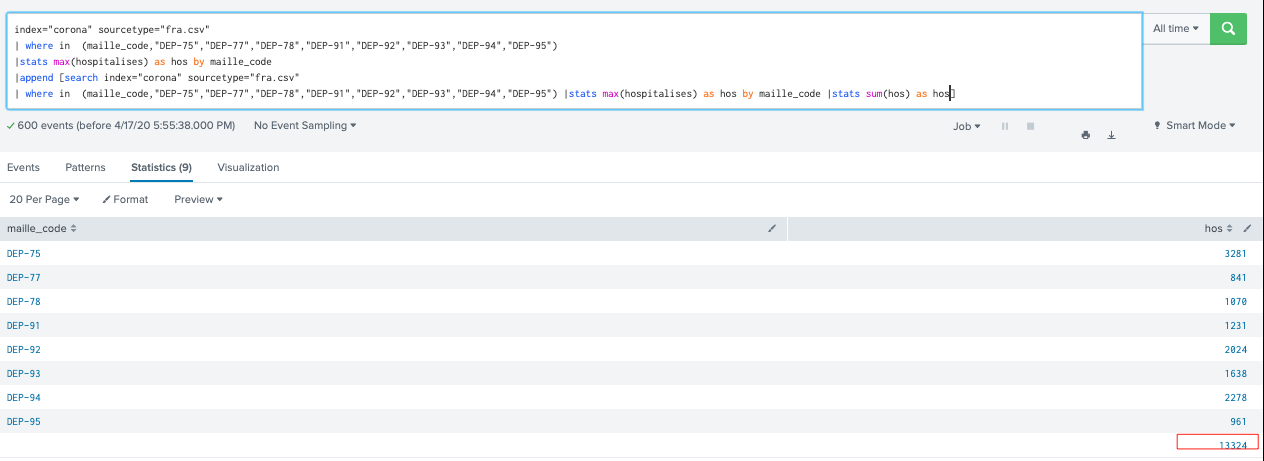 index="corona" sourcetype="fra.csv"
| where in  (maille_code,"DEP-75","DEP-77","DEP-78","DEP-91","DEP-92","DEP-93","DEP-94","DEP-95")
|stats max(hospitalises) as hos by maille_code
|append [search index="corona" sourcetype="fra.csv"
| where in  (maille_code,"DEP-75","DEP-77","DEP-78","DEP-91","DEP-92","DEP-93","DEP-94","DEP-95") |stats max(hospitalises) as hos by maille_code |stats sum(hos) as hos]
All time
600 events (before 4/17/20 5:55:38.000 PM) No Event Sampling Job Smart Mode
Events Patterns Statistics (9) Visualization
20 Per Page Format Preview
maille_code hos
DEP-75 3281
DEP-77 841
DEP-78 1070
DEP-91 1231
DEP-92 2024
DEP-93 1638
DEP-94 2278
DEP-95 961
13324